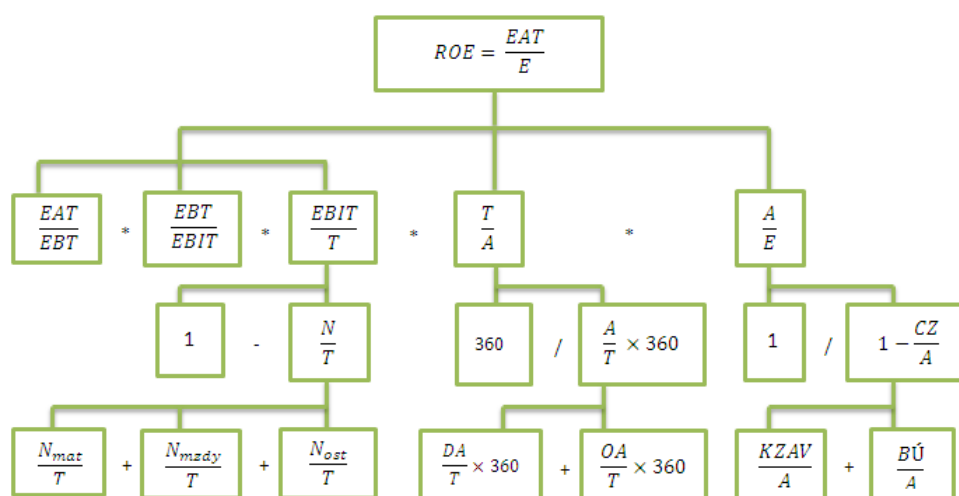 ROE = EAT/E
EAT/EBT * EBT/EBIT * EBIT/T * T/A * A/E
1 - N/T 360 / A/T × 360 1 / 1 − CZ/A
N_mat/T + N_mzdy/T + N_ost/T DA/T × 360 + OA/T × 360 KZAV/A + BÚ/A